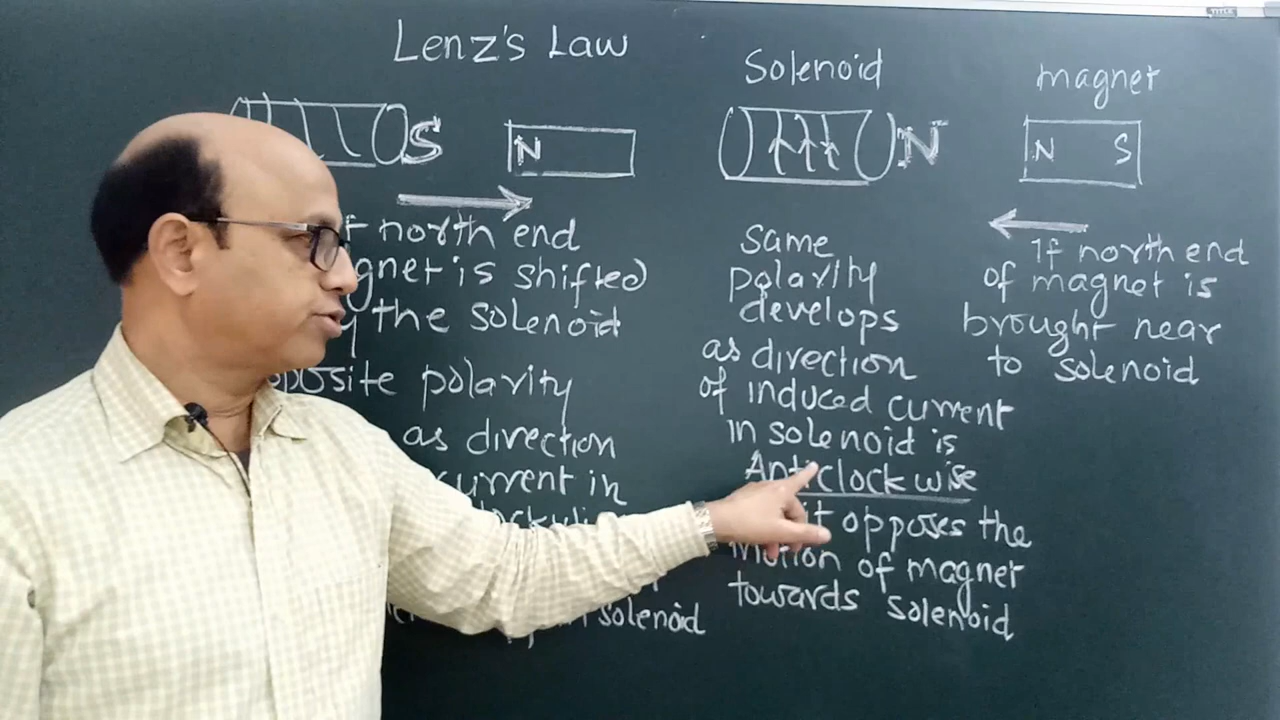 Lenz's Law
S
N
north end
is shifted
the solenoid
polarity
as direction
current in
solenoid
Solenoid
N
Same
polarity
develops
as direction
of induced current
in solenoid is
Anticlockwise
it opposes the
motion of magnet
towards solenoid
magnet
N S
If north end
of magnet is
brought near
to solenoid